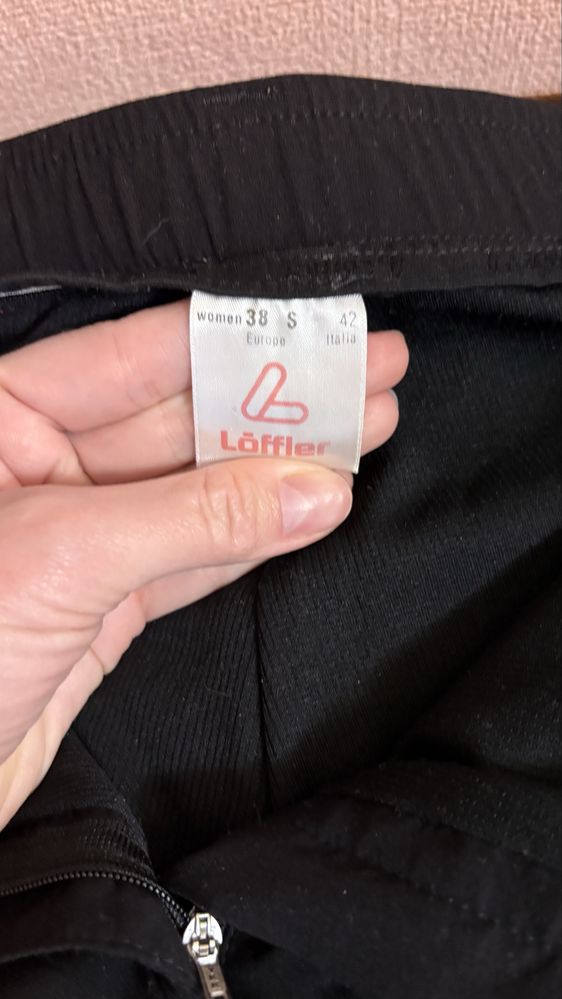 women 38 S 42
Europe Italia
Löffler